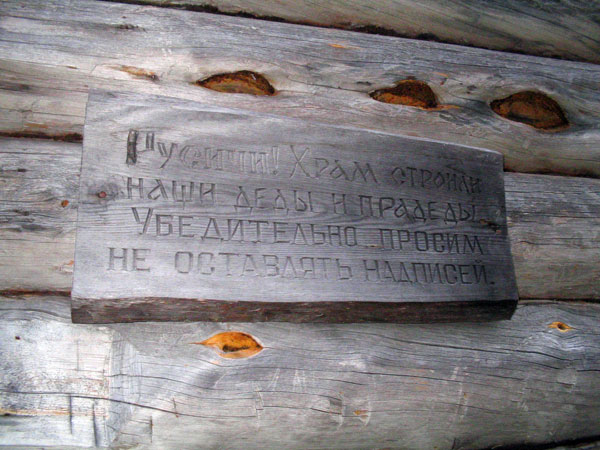 Русичи! Храм строили
наши деды и прадеды.
Убедительно просим
не оставлять надписей.